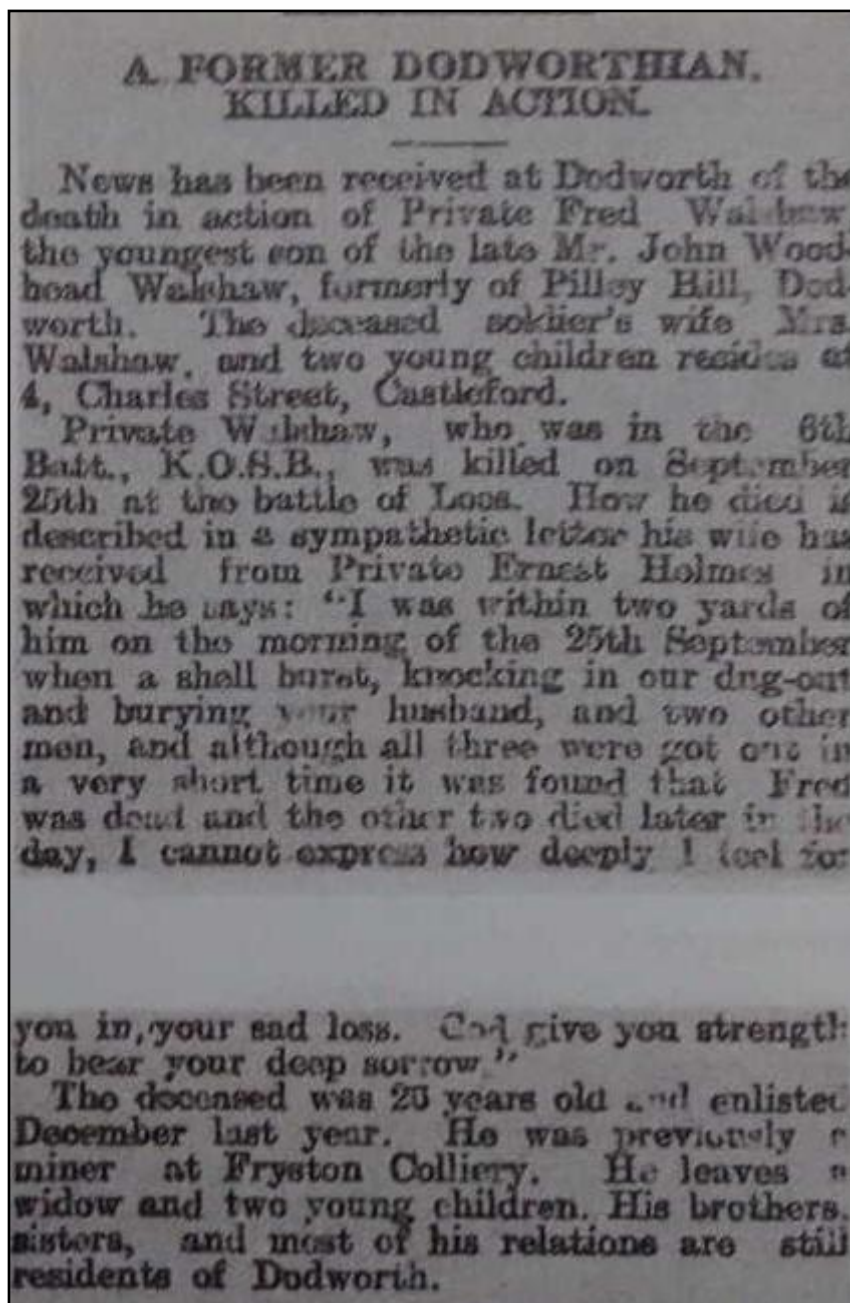 A FORMER DODWORTHIAN.
KILLED IN ACTION.
News has been received at Dodworth of the
death in action of Private Fred Walshaw
the youngest son of the late Mr. John Wood-
head Walshaw, formerly of Pilley Hill, Dod-
worth. The deceased soldier's wife Mrs.
Walshaw, and two young children resides at
4, Charles Street, Castleford.
Private Walshaw, who was in the 6th
Batt., K.O.S.B., was killed on September
25th at the battle of Loos. How he died is
described in a sympathetic letter his wife has
received from Private Ernest Holmes in
which he says: "I was within two yards of
him on the morning of the 25th September
when a shell burst, knocking in our dug-out
and burying your husband, and two other
men, and although all three were got out in
a very short time it was found that Fred
was dead and the other two died later in the
day, I cannot express how deeply I feel for
you in, your sad loss. God give you strength
to bear your deep sorrow."
The deceased was years old and enlisted
December last year. He was previously a
miner at Fryston Colliery. He leaves a
widow and two young children. His brothers,
sisters, and most of his relations are still
residents of Dodworth.